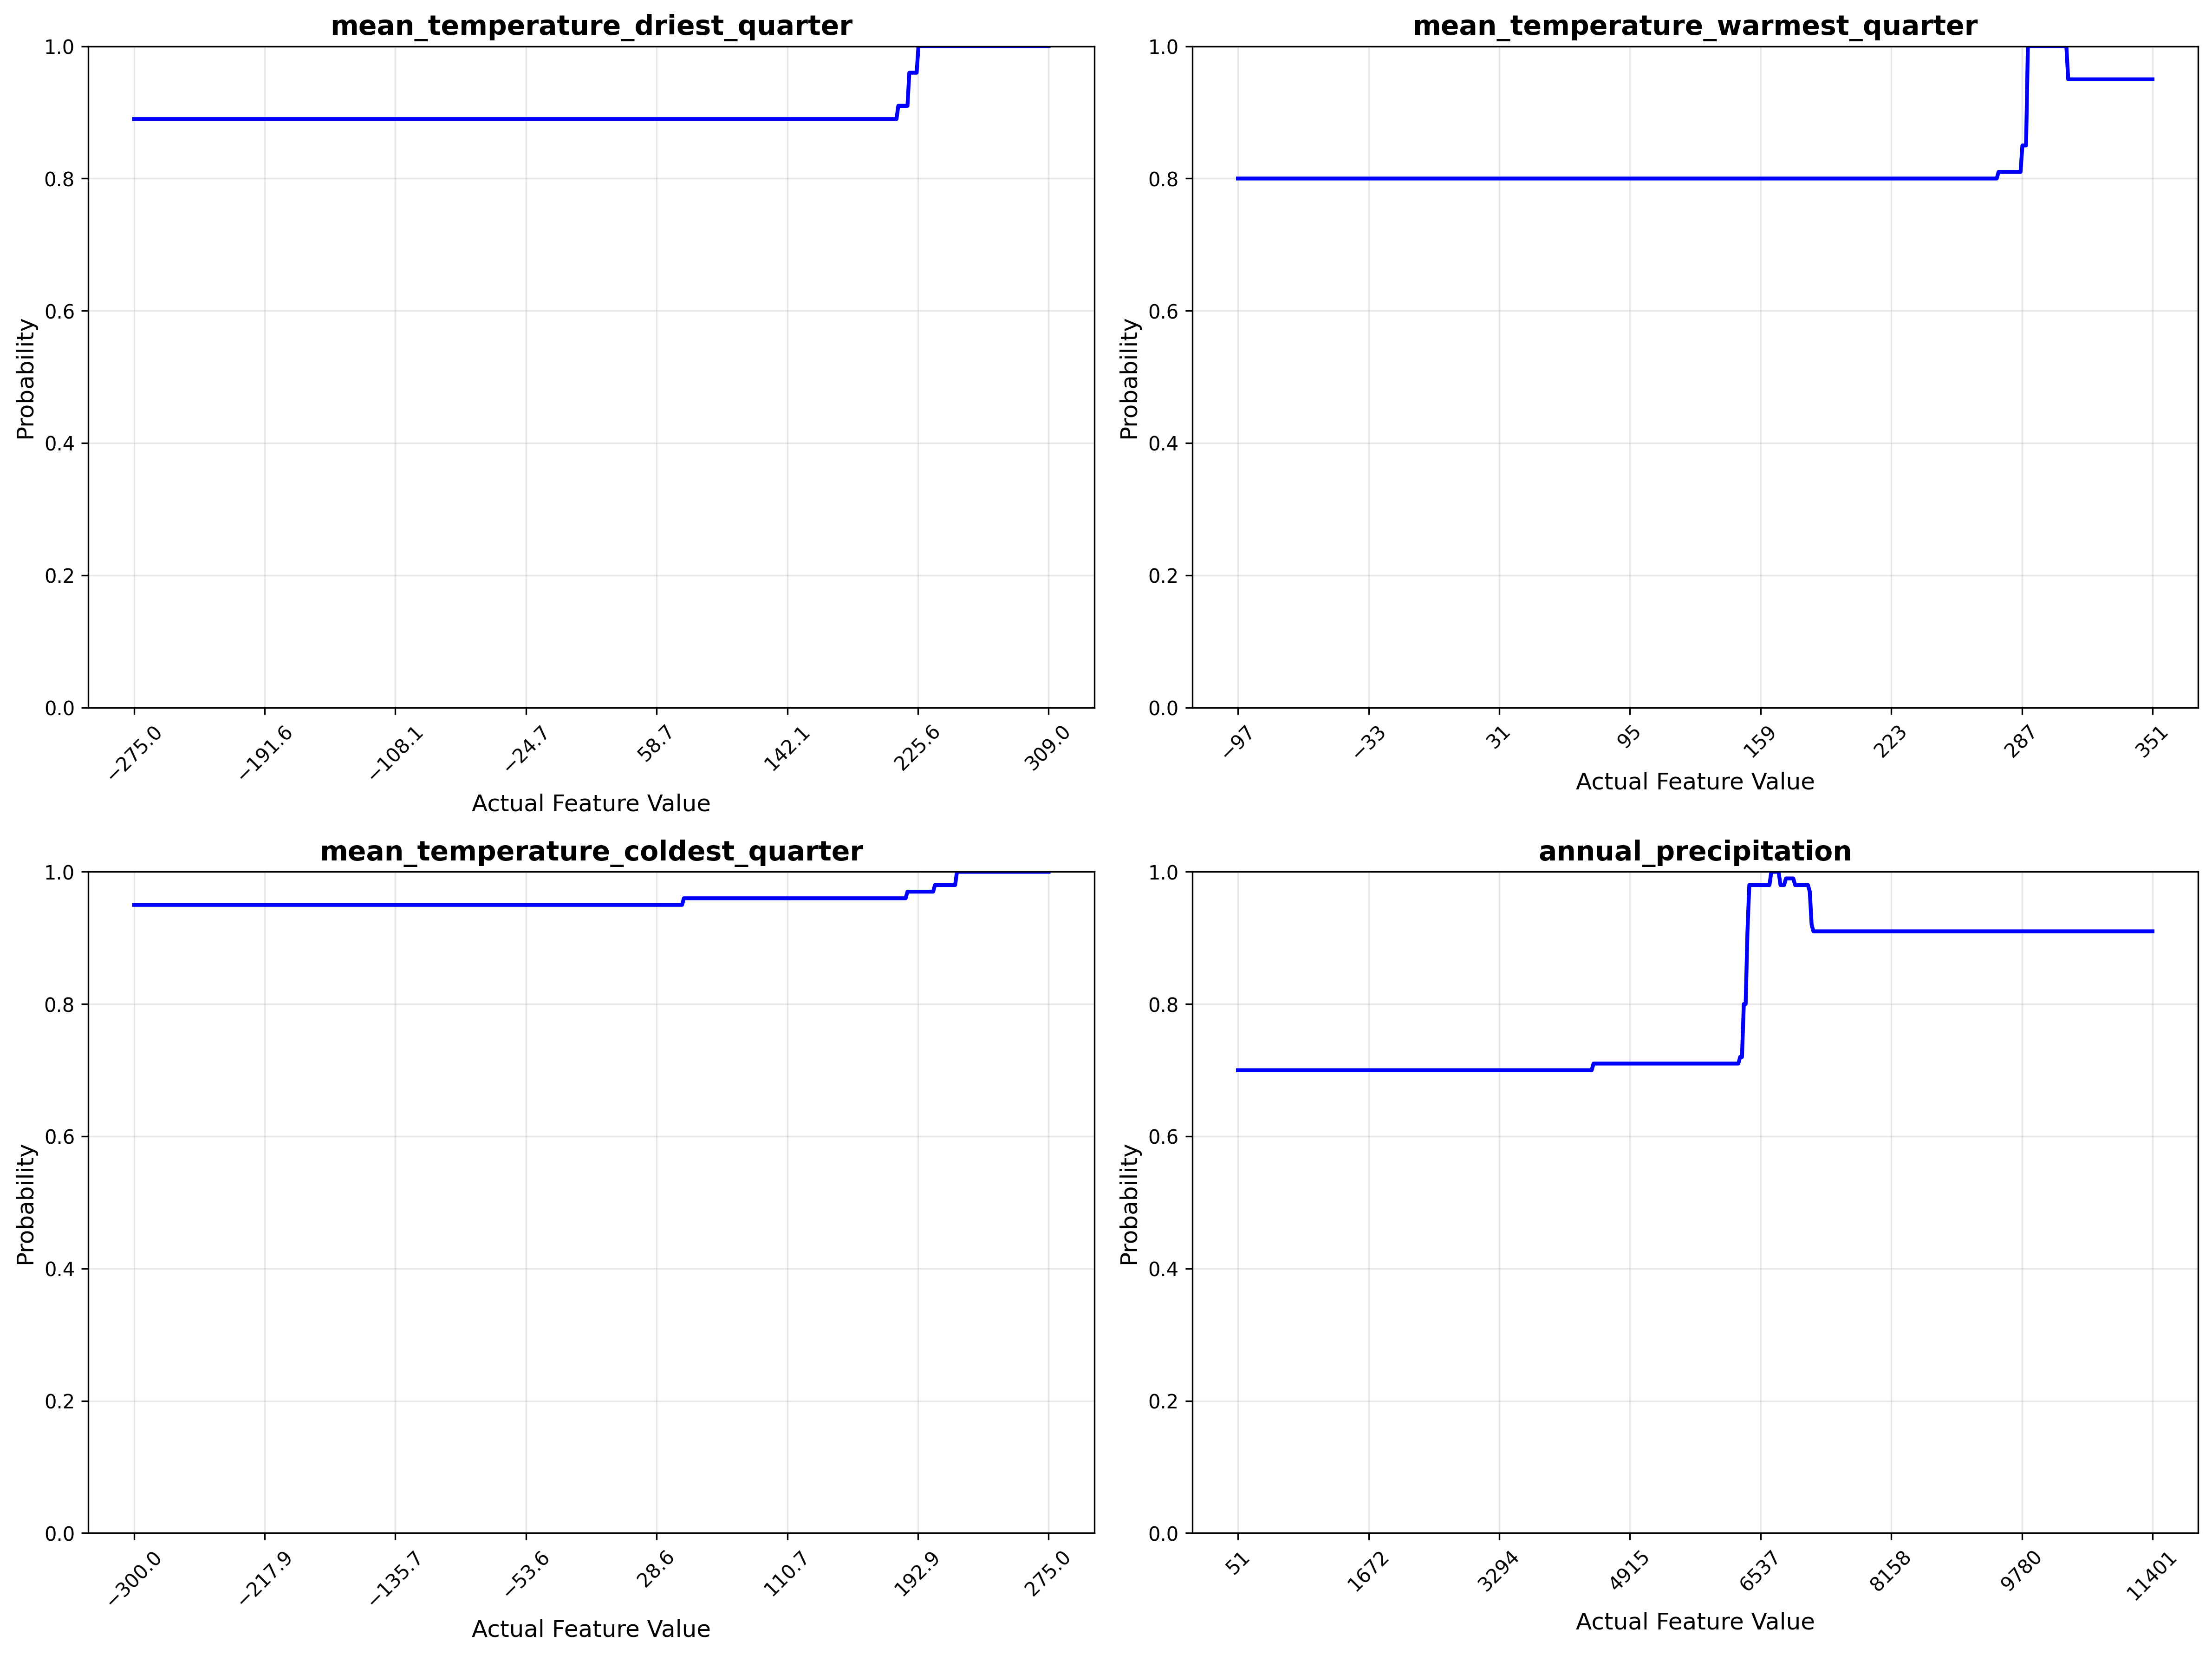 mean_temperature_driest_quarter
1.0
0.8
0.6
0.4
0.2
0.0
Probability
−275.0 −191.6 −108.1 −24.7 58.7 142.1 225.6 309.0
Actual Feature Value
mean_temperature_warmest_quarter
1.0
0.8
0.6
0.4
0.2
0.0
Probability
−97 −33 31 95 159 223 287 351
Actual Feature Value
mean_temperature_coldest_quarter
1.0
0.8
0.6
0.4
0.2
0.0
Probability
−300.0 −217.9 −135.7 −53.6 28.6 110.7 192.9 275.0
Actual Feature Value
annual_precipitation
1.0
0.8
0.6
0.4
0.2
0.0
Probability
51 1672 3294 4915 6537 8158 9780 11401
Actual Feature Value